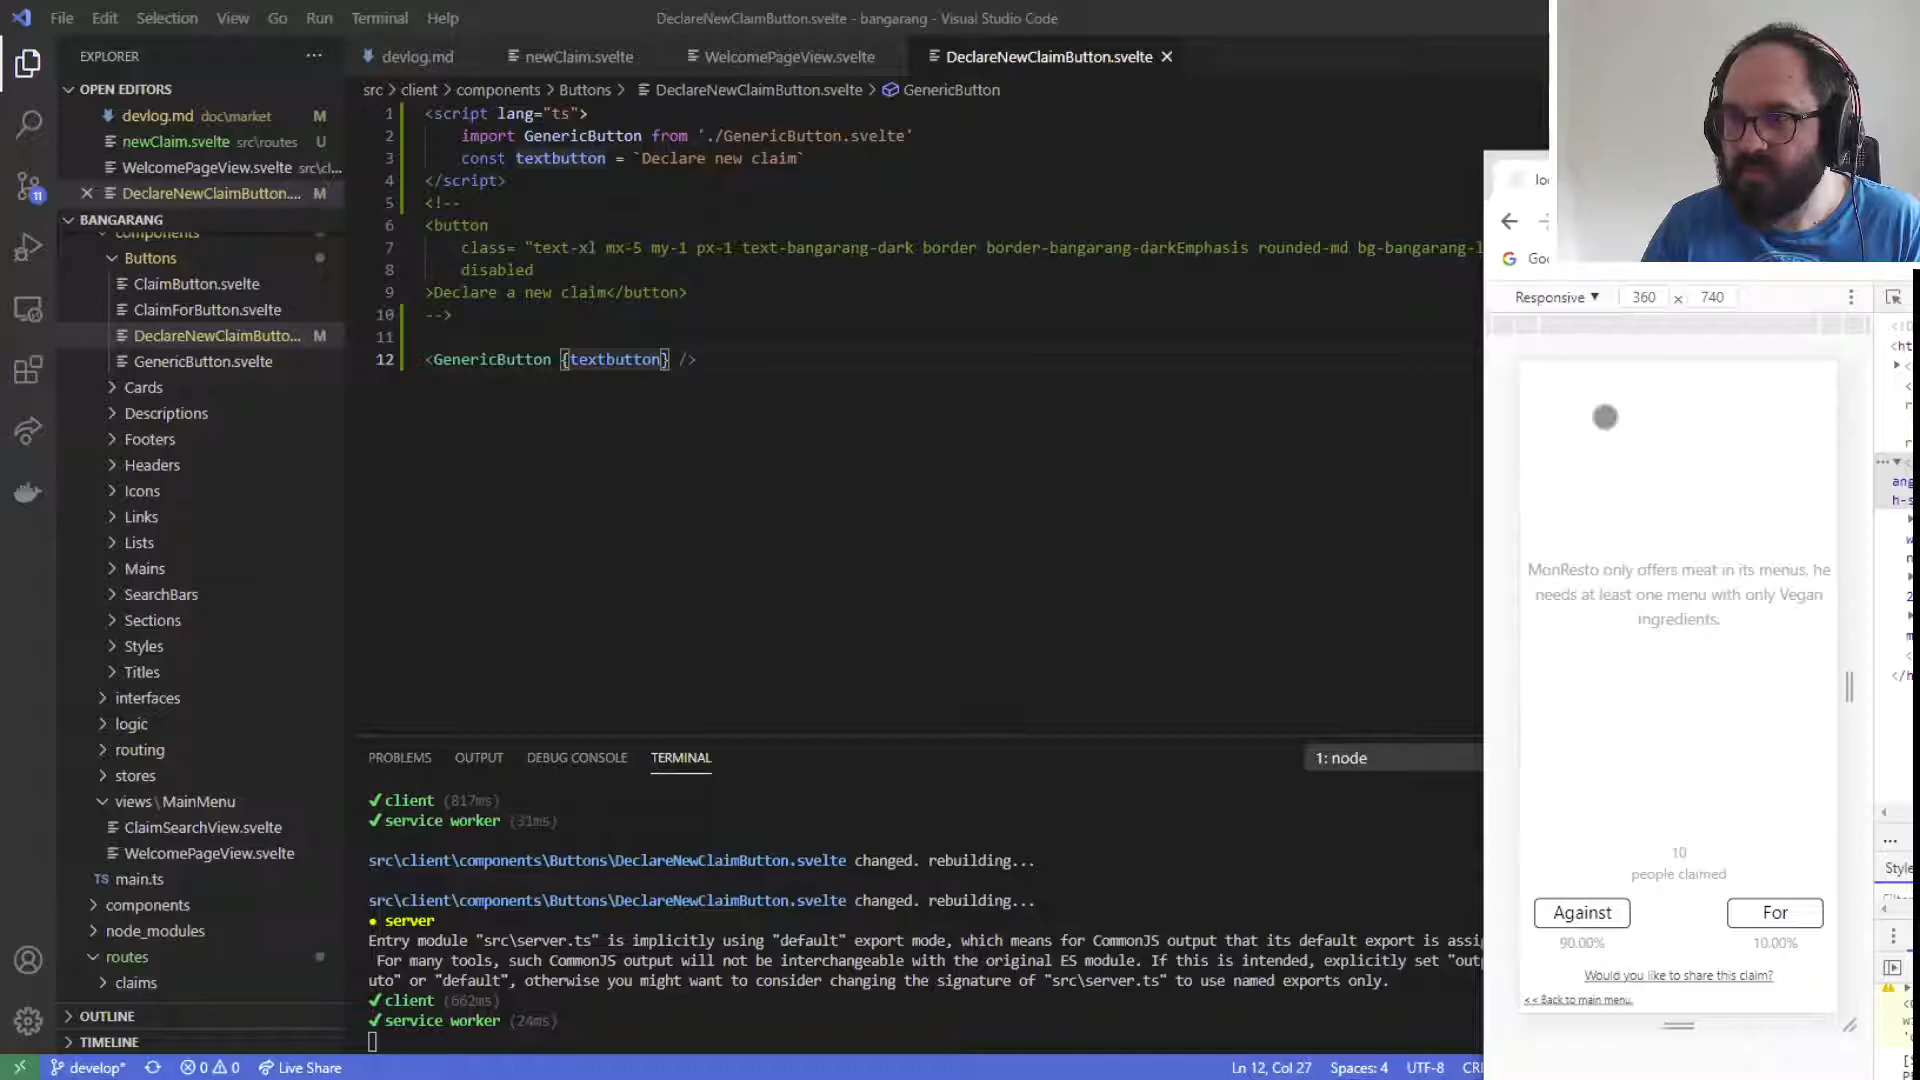 File Edit Selection View Go Run Terminal Help
DeclareNewClaimButton.svelte - bangarang - Visual Studio Code
EXPLORER
OPEN EDITORS
devlog.md doc\market M
newClaim.svelte src\routes U
WelcomePageView.svelte src\cl...
DeclareNewClaimButton.... M
BANGARANG
components
Buttons
ClaimButton.svelte
ClaimForButton.svelte
DeclareNewClaimButto... M
GenericButton.svelte
Cards
Descriptions
Footers
Headers
Icons
Links
Lists
Mains
SearchBars
Sections
Styles
Titles
interfaces
logic
routing
stores
views\MainMenu
ClaimSearchView.svelte
WelcomePageView.svelte
TS main.ts
components
node_modules
routes
claims
OUTLINE
TIMELINE
11
devlog.md newClaim.svelte WelcomePageView.svelte DeclareNewClaimButton.svelte
src > client > components > Buttons > DeclareNewClaimButton.svelte > GenericButton
1 <script lang="ts">
2 import GenericButton from './GenericButton.svelte'
3 const textbutton = `Declare new claim`
4 </script>
5 <!--
6 <button
7 class= "text-xl mx-5 my-1 px-1 text-bangarang-dark border border-bangarang-darkEmphasis rounded-md bg-bangarang-l
8 disabled
9 >Declare a new claim</button>
10 -->
11
12 <GenericButton {textbutton} />
PROBLEMS OUTPUT DEBUG CONSOLE TERMINAL
1: node
✔client (817ms)
✔service worker (31ms)
src\client\components\Buttons\DeclareNewClaimButton.svelte changed. rebuilding...
src\client\components\Buttons\DeclareNewClaimButton.svelte changed. rebuilding...
• server
Entry module "src\server.ts" is implicitly using "default" export mode, which means for CommonJS output that its default export is assi
For many tools, such CommonJS output will not be interchangeable with the original ES module. If this is intended, explicitly set "outp
uto" or "default", otherwise you might want to consider changing the signature of "src\server.ts" to use named exports only.
✔client (662ms)
✔service worker (24ms)
develop* 0 0 Live Share
Ln 12, Col 27 Spaces: 4 UTF-8 CR
Goo
Responsive 360 x 740
MonResto only offers meat in its menus, he
needs at least one menu with only Vegan
ingredients.
10
people claimed
Against For
90.00% 10.00%
Would you like to share this claim?
<< Back to main menu.
Style